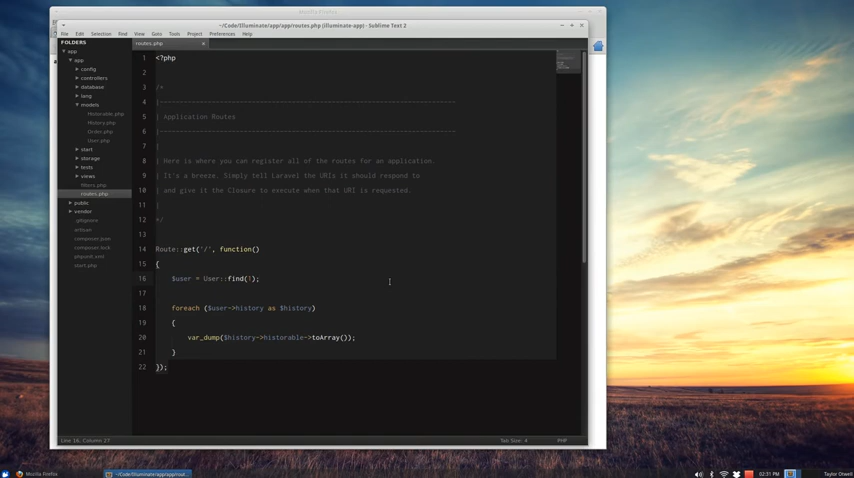 Mozilla Firefox
~/Code/Illuminate/app/app/routes.php (illuminate-app) - Sublime Text 2
File Edit Selection Find View Goto Tools Project Preferences Help
FOLDERS
app
app
config
controllers
database
lang
models
Historable.php
History.php
Order.php
User.php
start
storage
tests
views
filters.php
routes.php
public
vendor
.gitignore
artisan
composer.json
composer.lock
phpunit.xml
start.php
routes.php ×
1 <?php
2
3 /*
4 |--------------------------------------------------------------------------
5 | Application Routes
6 |--------------------------------------------------------------------------
7 |
8 | Here is where you can register all of the routes for an application.
9 | It's a breeze. Simply tell Laravel the URIs it should respond to
10 | and give it the Closure to execute when that URI is requested.
11 |
12 */
13
14 Route::get('/', function()
15 {
16 $user = User::find(1);
17
18 foreach ($user->history as $history)
19 {
20 var_dump($history->historable->toArray());
21 }
22 });
Line 16, Column 27
Tab Size: 4
PHP
Mozilla Firefox
~/Code/Illuminate/app/app/rout...
02:31 PM
Taylor Otwell